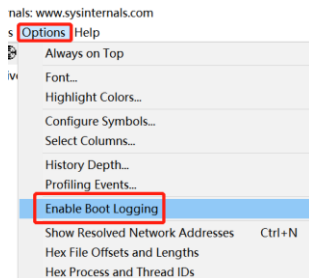 nals: www.sysinternals.com
s Options Help
Always on Top
Font...
Highlight Colors...
Configure Symbols...
Select Columns...
History Depth...
Profiling Events...
Enable Boot Logging
Show Resolved Network Addresses Ctrl+N
Hex File Offsets and Lengths
Hex Process and Thread IDs